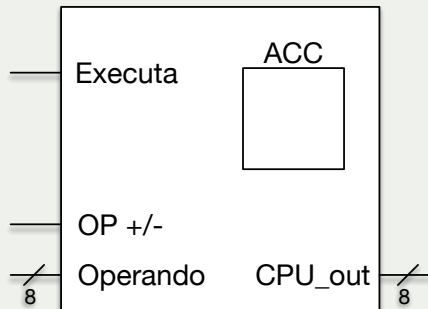 ACC
Executa
OP +/-
Operando
CPU_out
8
8